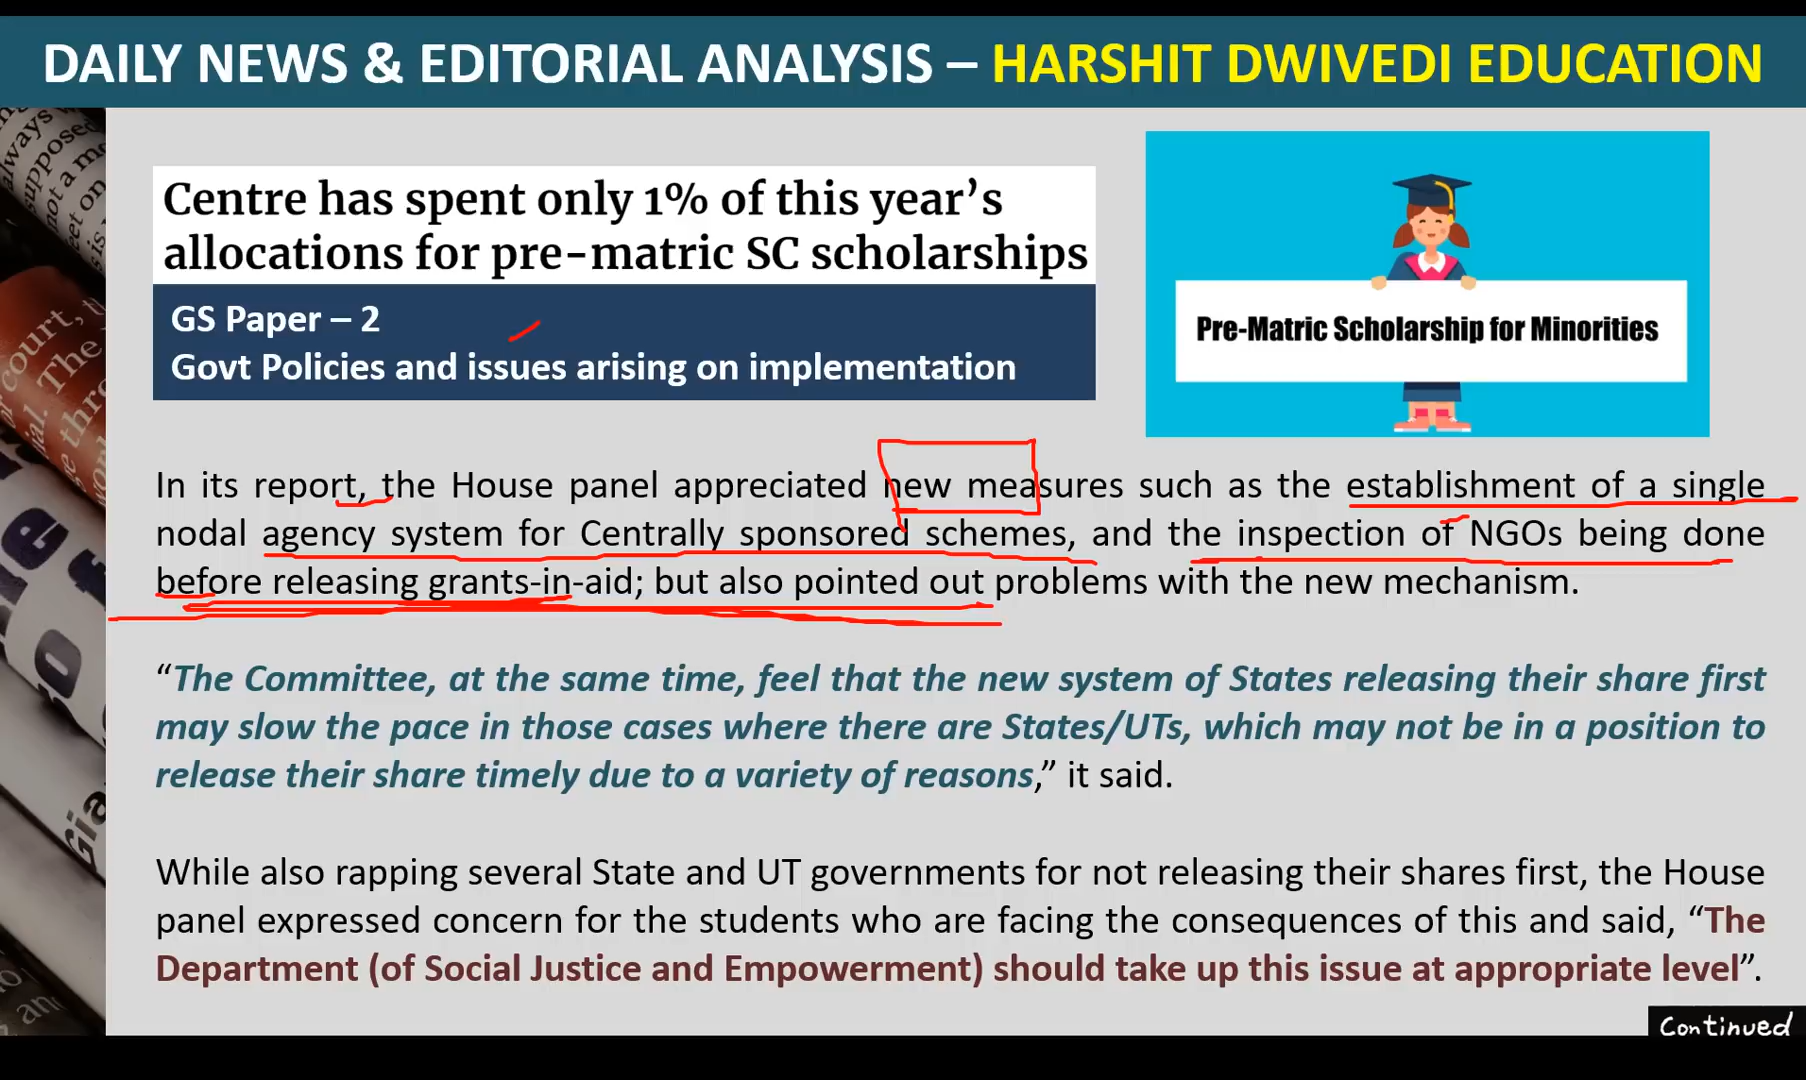 DAILY NEWS & EDITORIAL ANALYSIS – HARSHIT DWIVEDI EDUCATION
Centre has spent only 1% of this year’s
allocations for pre-matric SC scholarships
GS Paper – 2
Govt Policies and issues arising on implementation
Pre-Matric Scholarship for Minorities
In its report, the House panel appreciated new measures such as the establishment of a single
nodal agency system for Centrally sponsored schemes, and the inspection of NGOs being done
before releasing grants-in-aid; but also pointed out problems with the new mechanism.
“The Committee, at the same time, feel that the new system of States releasing their share first
may slow the pace in those cases where there are States/UTs, which may not be in a position to
release their share timely due to a variety of reasons,” it said.
While also rapping several State and UT governments for not releasing their shares first, the House
panel expressed concern for the students who are facing the consequences of this and said, “The
Department (of Social Justice and Empowerment) should take up this issue at appropriate level”.
Continued